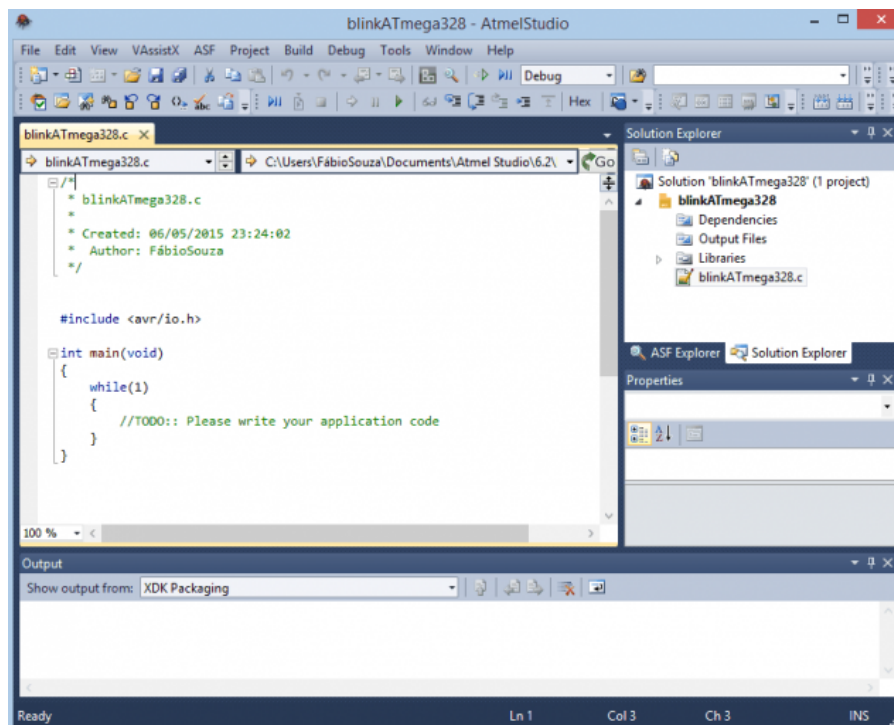 blinkATmega328 - AtmelStudio
File Edit View VAssistX ASF Project Build Debug Tools Window Help
Debug
Hex
blinkATmega328.c
blinkATmega328.c C:\Users\FábioSouza\Documents\Atmel Studio\6.2\ Go
/*
* blinkATmega328.c
*
* Created: 06/05/2015 23:24:02
* Author: FábioSouza
*/
#include <avr/io.h>
int main(void)
{
while(1)
{
//TODO:: Please write your application code
}
}
100 %
Solution Explorer
Solution 'blinkATmega328' (1 project)
blinkATmega328
Dependencies
Output Files
Libraries
blinkATmega328.c
ASF Explorer Solution Explorer
Properties
Output
Show output from: XDK Packaging
Ready Ln 1 Col 3 Ch 3 INS